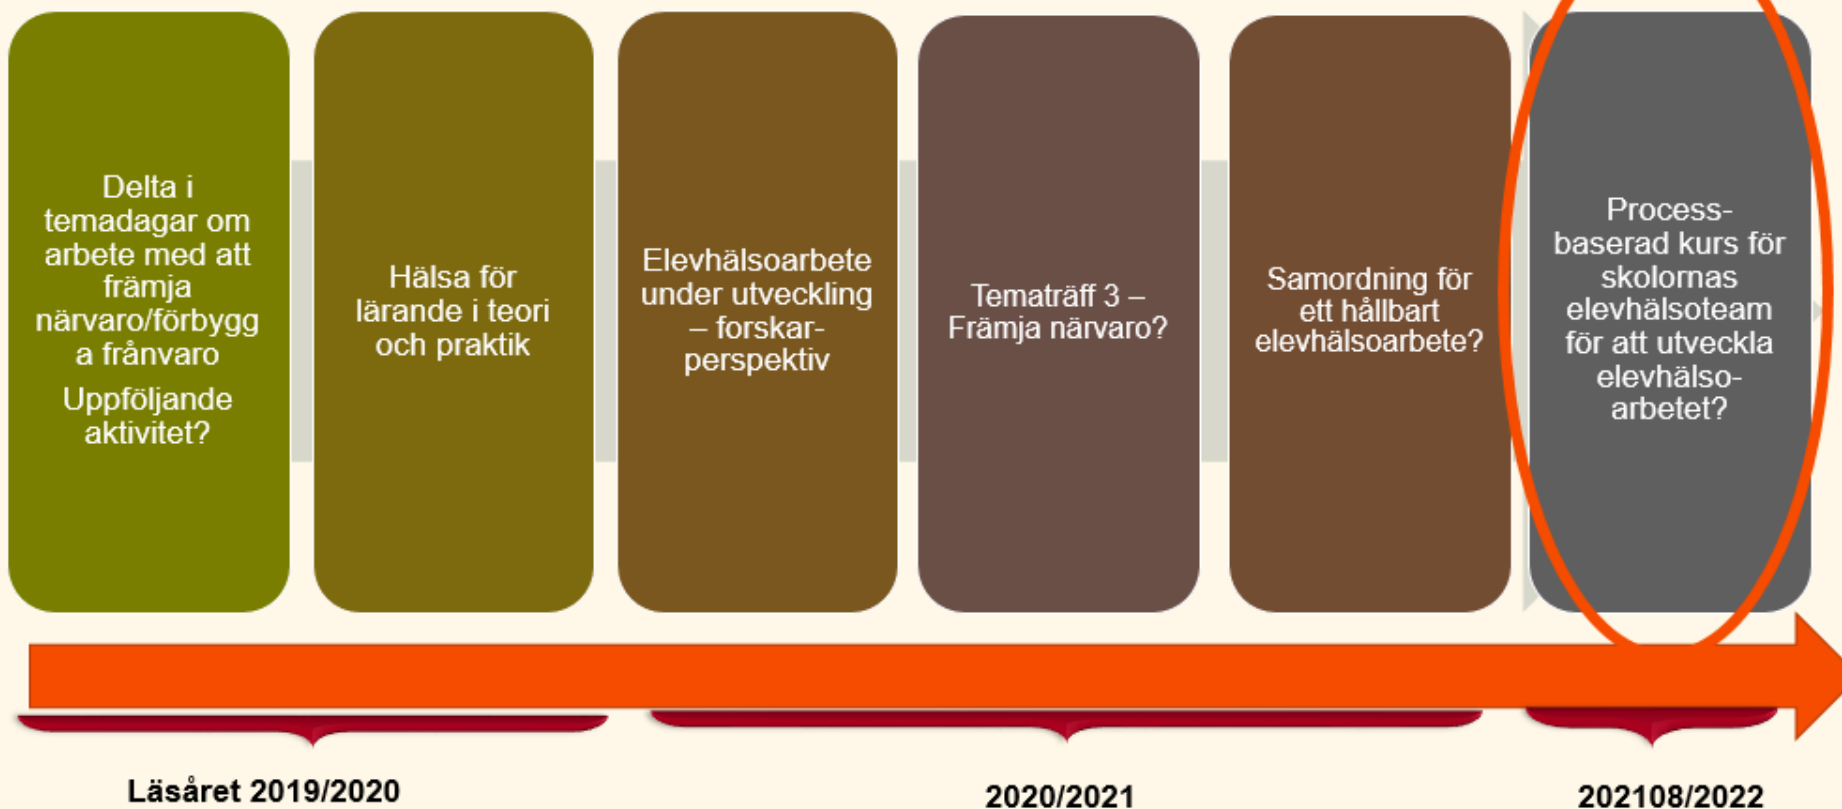 Delta i
temadagar om
arbete med att
främja
närvaro/förbygg
a frånvaro
Uppföljande
aktivitet?
Hälsa för
lärande i teori
och praktik
Elevhälsoarbete
under utveckling
– forskar-
perspektiv
Tematräff 3 –
Främja närvaro?
Samordning för
ett hållbart
elevhälsoarbete?
Process-
baserad kurs för
skolornas
elevhälsoteam
för att utveckla
elevhälso-
arbetet?
Läsåret 2019/2020
2020/2021
202108/2022